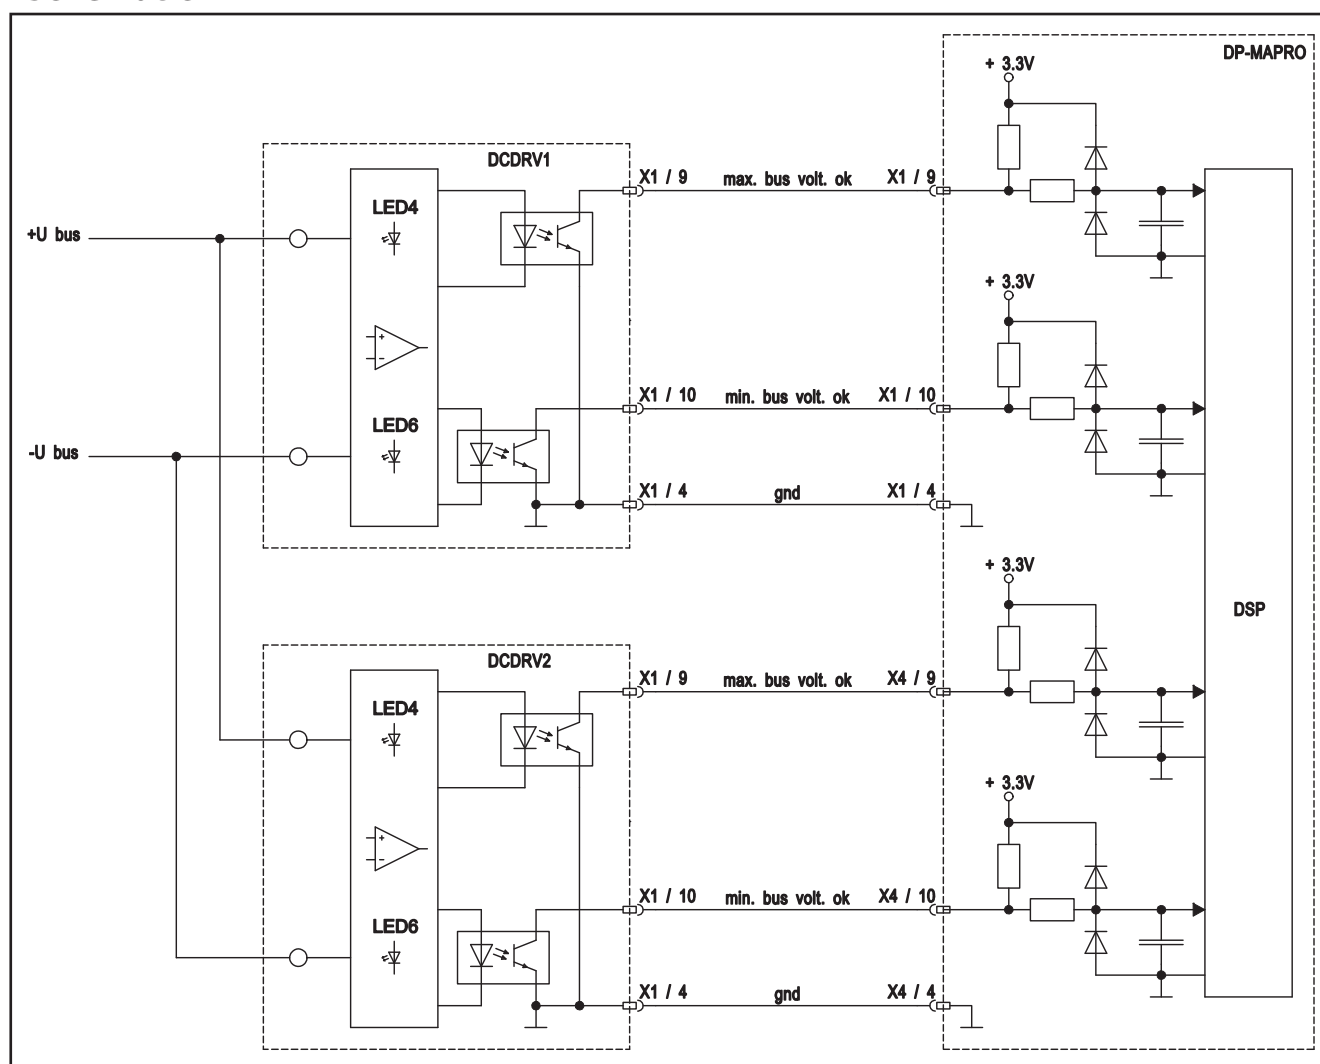 DP-MAPRO
+ 3.3V
DCDRV1
X1 / 9 max. bus volt. ok X1 / 9
LED4
+U bus
+ 3.3V
+
-
X1 / 10 min. bus volt. ok X1 / 10
LED6
-U bus
X1 / 4 gnd X1 / 4
+ 3.3V
DSP
DCDRV2
X1 / 9 max. bus volt. ok X4 / 9
LED4
+ 3.3V
+
-
X1 / 10 min. bus volt. ok X4 / 10
LED6
X1 / 4 gnd X4 / 4